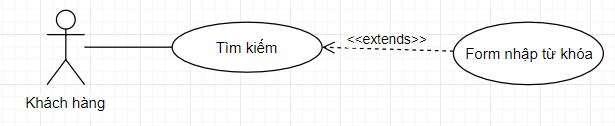 <<extends>>
Tìm kiếm
Form nhập từ khóa
Khách hàng